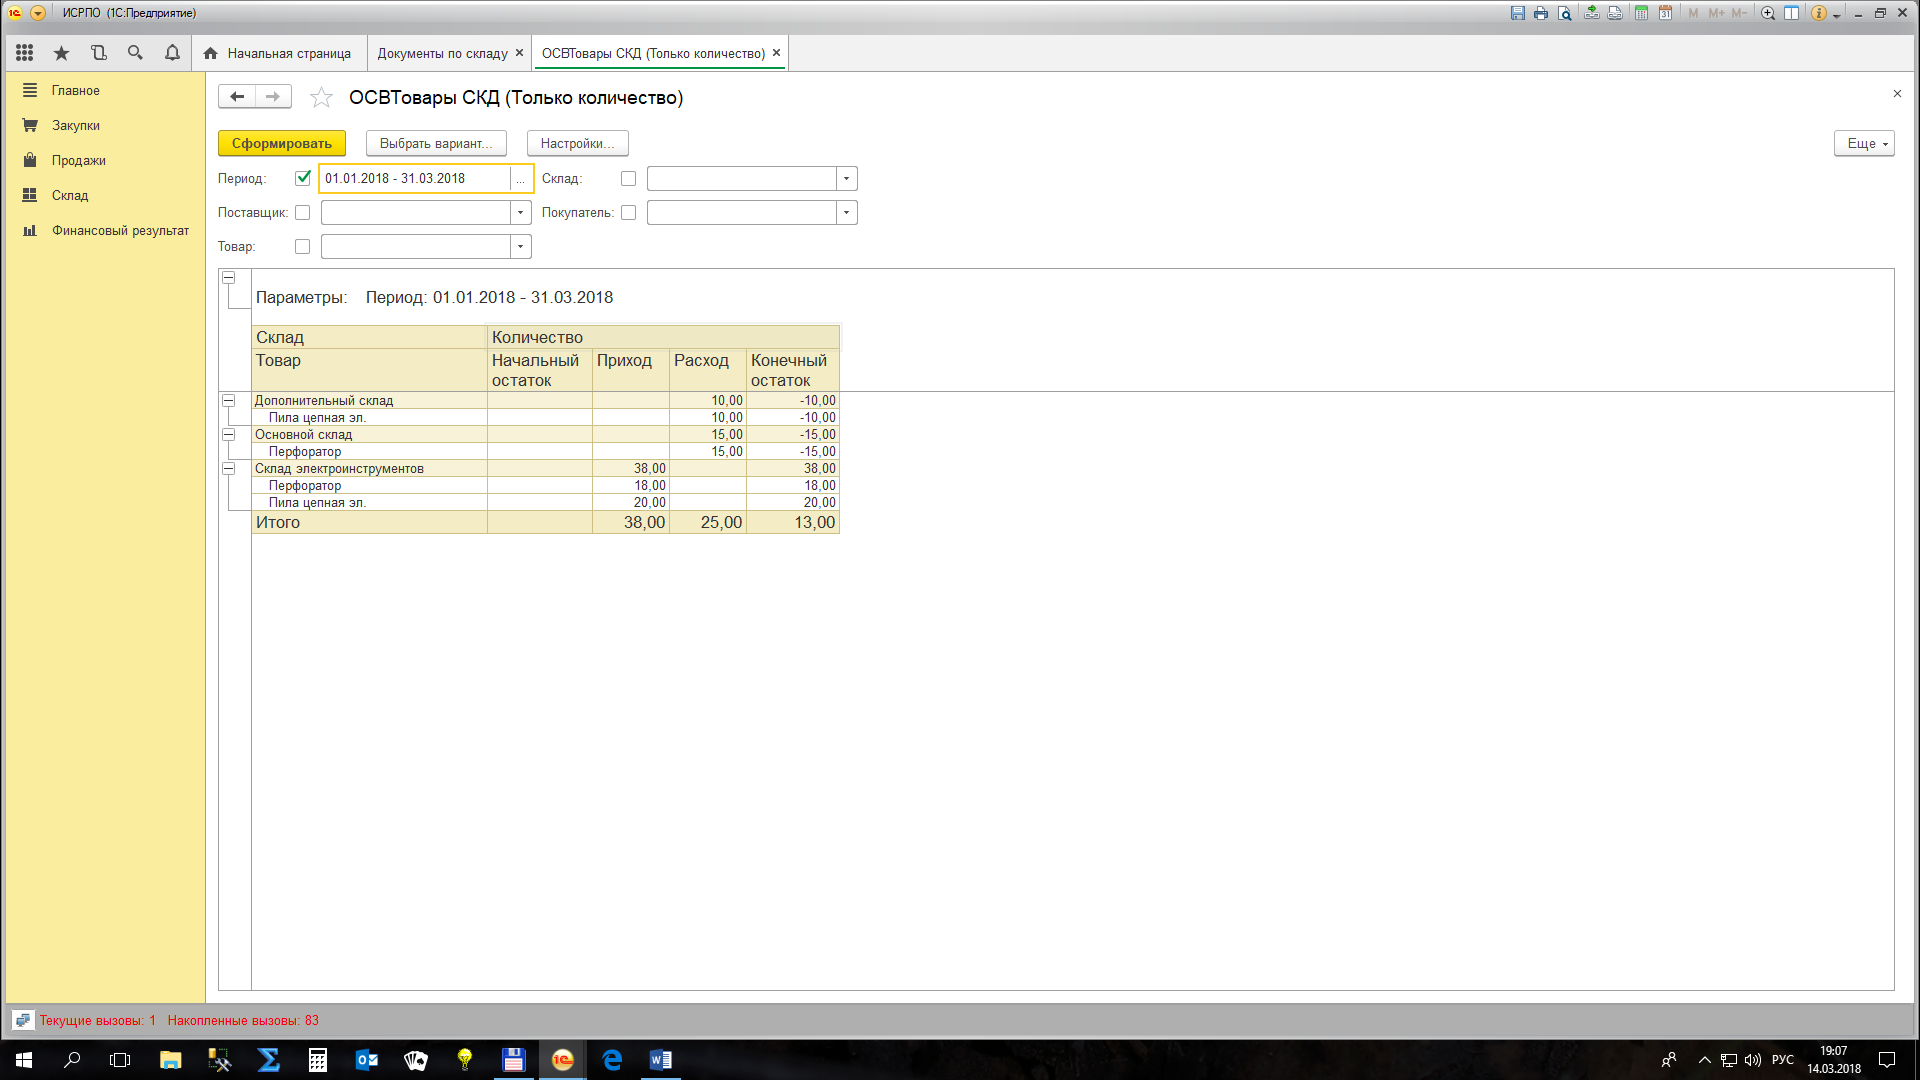 ИСРПО (1С:Предприятие)
M M+ M-
Начальная страница
Документы по складу
ОСВТовары СКД (Только количество)
Главное
Закупки
Продажи
Склад
Финансовый результат
ОСВТовары СКД (Только количество)
Сформировать
Выбрать вариант...
Настройки...
Еще
Период: 01.01.2018 - 31.03.2018 ... Склад:
Поставщик: Покупатель:
Товар:
Параметры: Период: 01.01.2018 - 31.03.2018
Склад Количество
Товар Начальный остаток Приход Расход Конечный остаток
Дополнительный склад 10,00 -10,00
Пила цепная эл. 10,00 -10,00
Основной склад 15,00 -15,00
Перфоратор 15,00 -15,00
Склад электроинструментов 38,00 38,00
Перфоратор 18,00 18,00
Пила цепная эл. 20,00 20,00
Итого 38,00 25,00 13,00
Текущие вызовы: 1 Накопленные вызовы: 83
РУС
19:07
14.03.2018